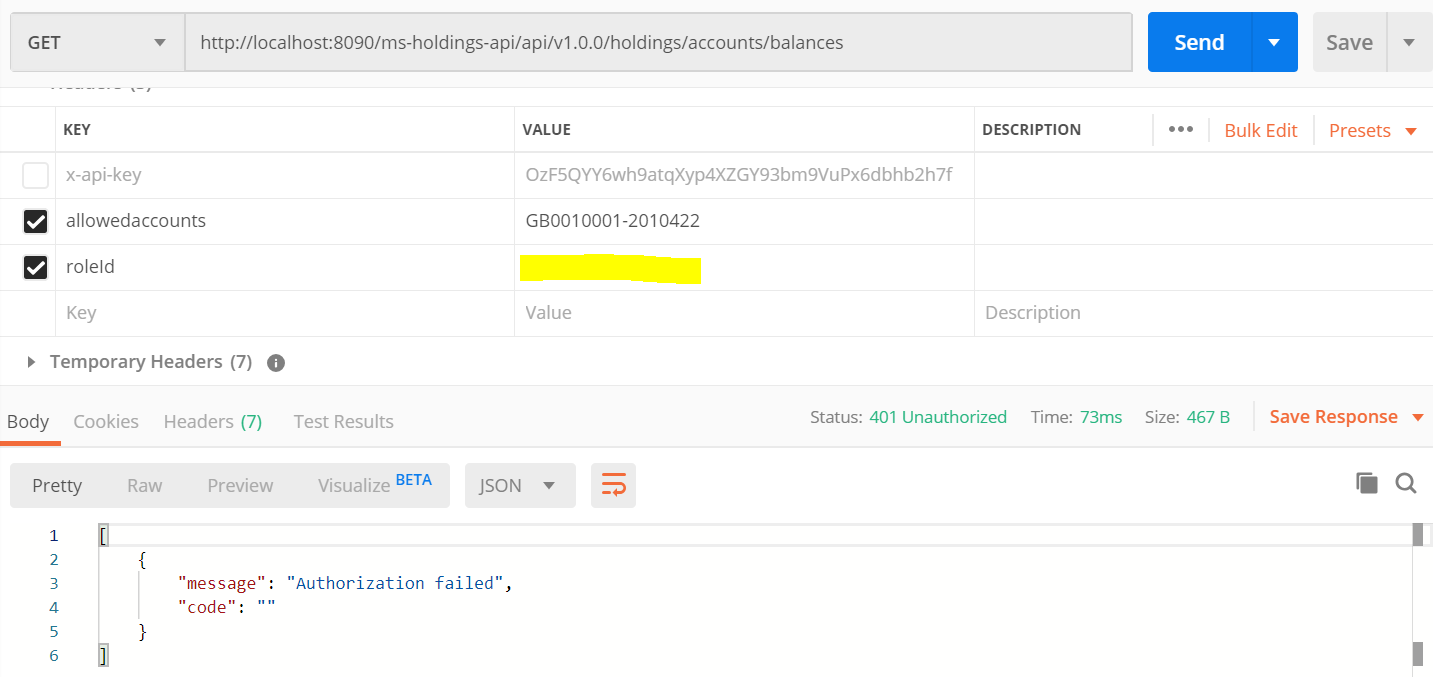 GET http://localhost:8090/ms-holdings-api/api/v1.0.0/holdings/accounts/balances Send Save
KEY VALUE DESCRIPTION ••• Bulk Edit Presets
x-api-key OzF5QYY6wh9atqXyp4XZGY93bm9VuPx6dbhb2h7f
allowedaccounts GB0010001-2010422
roleId
Key Value Description
Temporary Headers (7) i
Body Cookies Headers (7) Test Results Status: 401 Unauthorized Time: 73ms Size: 467 B Save Response
Pretty Raw Preview Visualize BETA JSON
1 [
2 {
3 "message": "Authorization failed",
4 "code": ""
5 }
6 ]